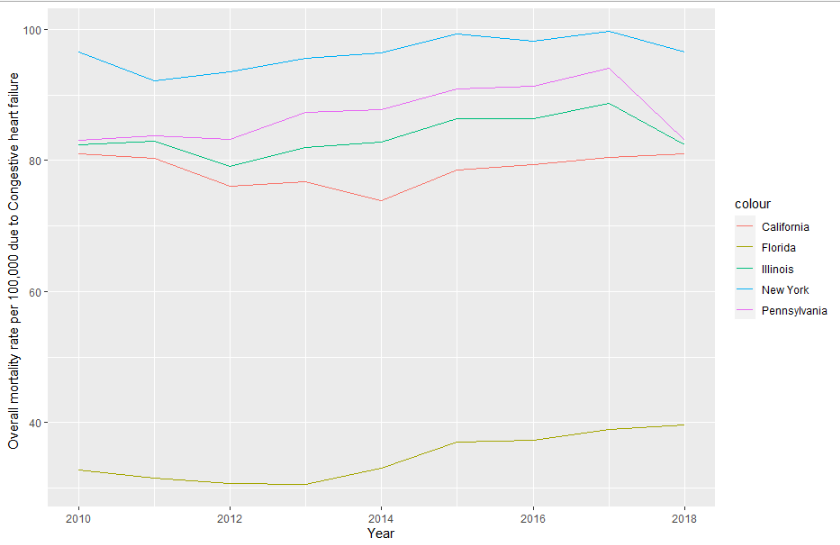 Overall mortality rate per 100,000 due to Congestive heart failure
100
80
60
40
2010
2012
2014
2016
2018
Year
colour
California
Florida
Illinois
New York
Pennsylvania